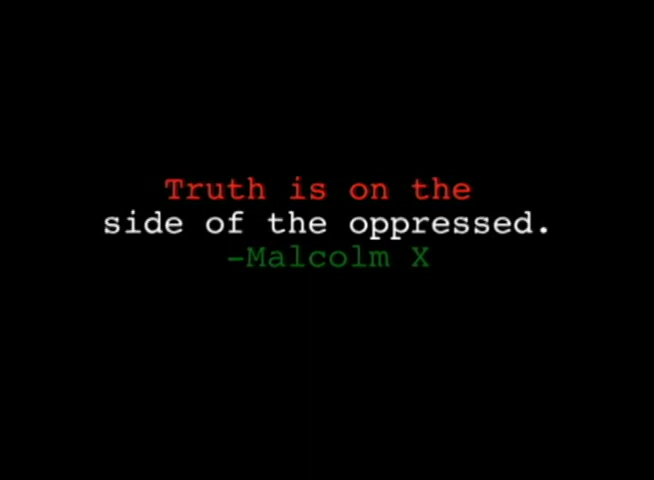 Truth is on the
side of the oppressed.
-Malcolm X